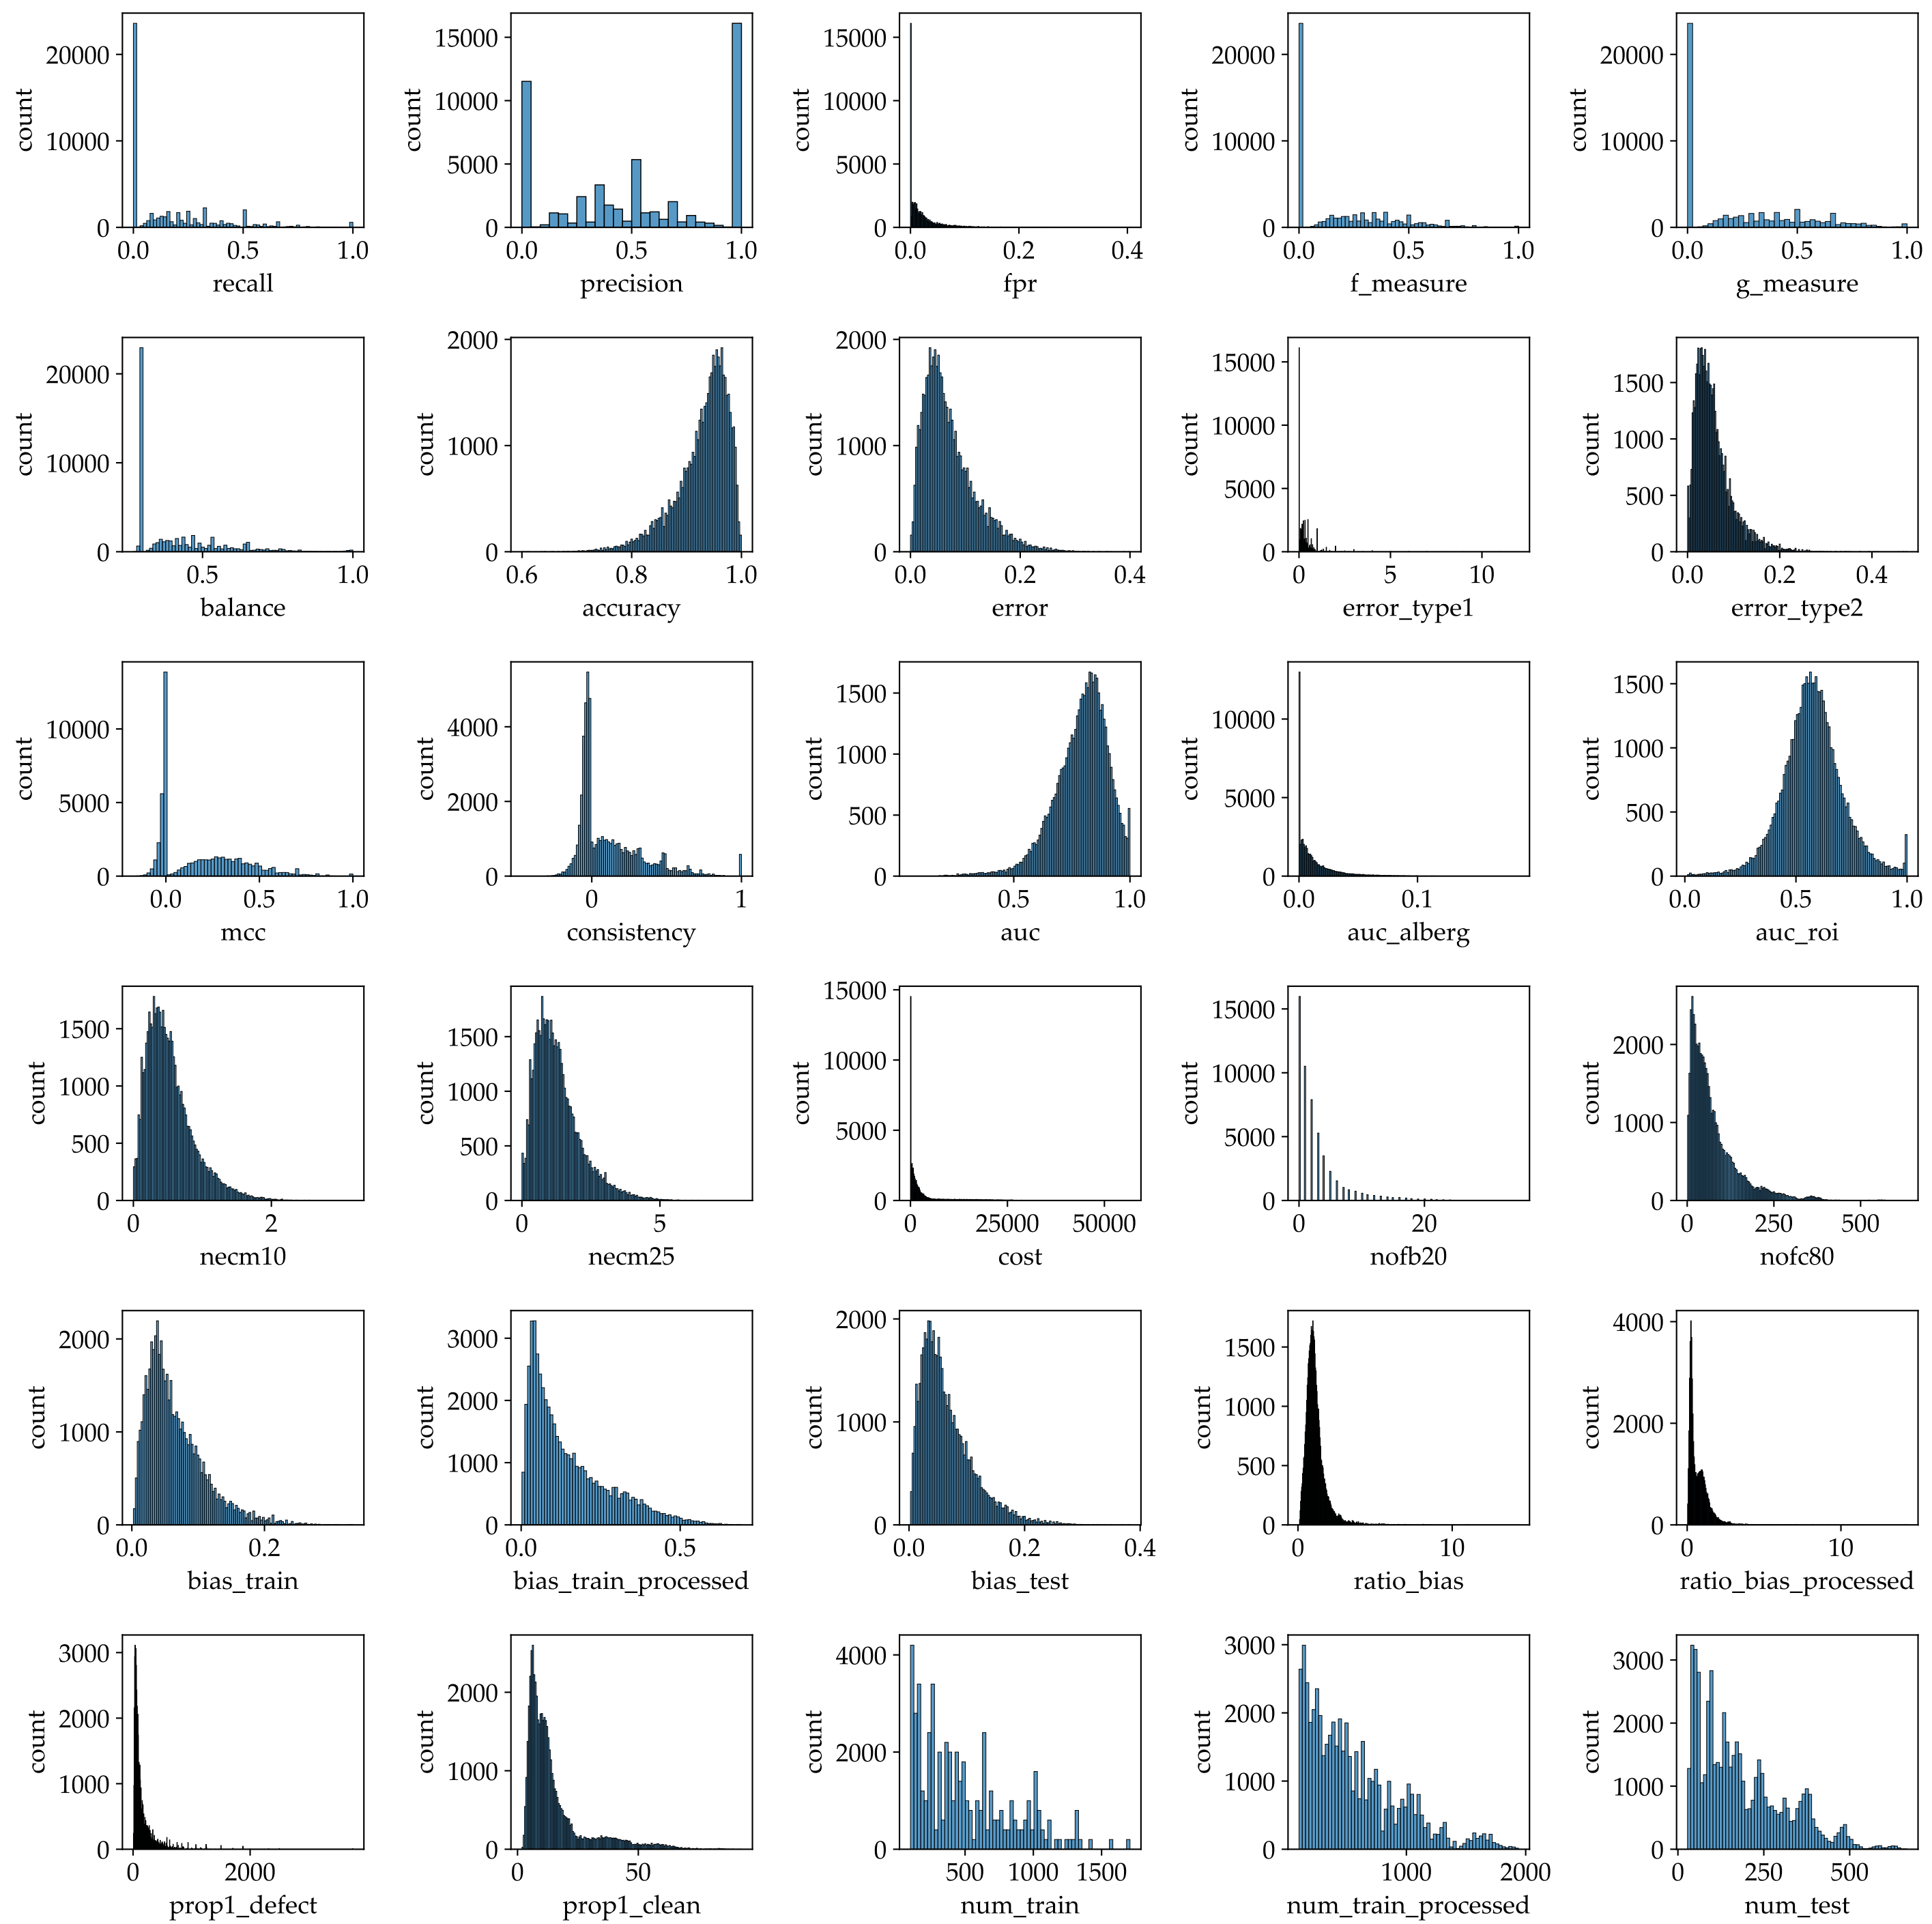 20000
10000
0
count
0.0 0.5 1.0
recall
15000
10000
5000
0
count
0.0 0.5 1.0
precision
15000
10000
5000
0
count
0.0 0.2 0.4
fpr
20000
10000
0
count
0.0 0.5 1.0
f_measure
20000
10000
0
count
0.0 0.5 1.0
g_measure
20000
10000
0
count
0.5 1.0
balance
2000
1000
0
count
0.6 0.8 1.0
accuracy
2000
1000
0
count
0.0 0.2 0.4
error
15000
10000
5000
0
count
0 5 10
error_type1
1500
1000
500
0
count
0.0 0.2 0.4
error_type2
10000
5000
0
count
0.0 0.5 1.0
mcc
4000
2000
0
count
0 1
consistency
1500
1000
500
0
count
0.5 1.0
auc
10000
5000
0
count
0.0 0.1
auc_alberg
1500
1000
500
0
count
0.0 0.5 1.0
auc_roi
1500
1000
500
0
count
0 2
necm10
1500
1000
500
0
count
0 5
necm25
15000
10000
5000
0
count
0 25000 50000
cost
15000
10000
5000
0
count
0 20
nofb20
2000
1000
0
count
0 250 500
nofc80
2000
1000
0
count
0.0 0.2
bias_train
3000
2000
1000
0
count
0.0 0.5
bias_train_processed
2000
1000
0
count
0.0 0.2 0.4
bias_test
1500
1000
500
0
count
0 10
ratio_bias
4000
2000
0
count
0 10
ratio_bias_processed
3000
2000
1000
0
count
0 2000
prop1_defect
2000
1000
0
count
0 50
prop1_clean
4000
2000
0
count
500 1000 1500
num_train
3000
2000
1000
0
count
1000 2000
num_train_processed
3000
2000
1000
0
count
0 250 500
num_test